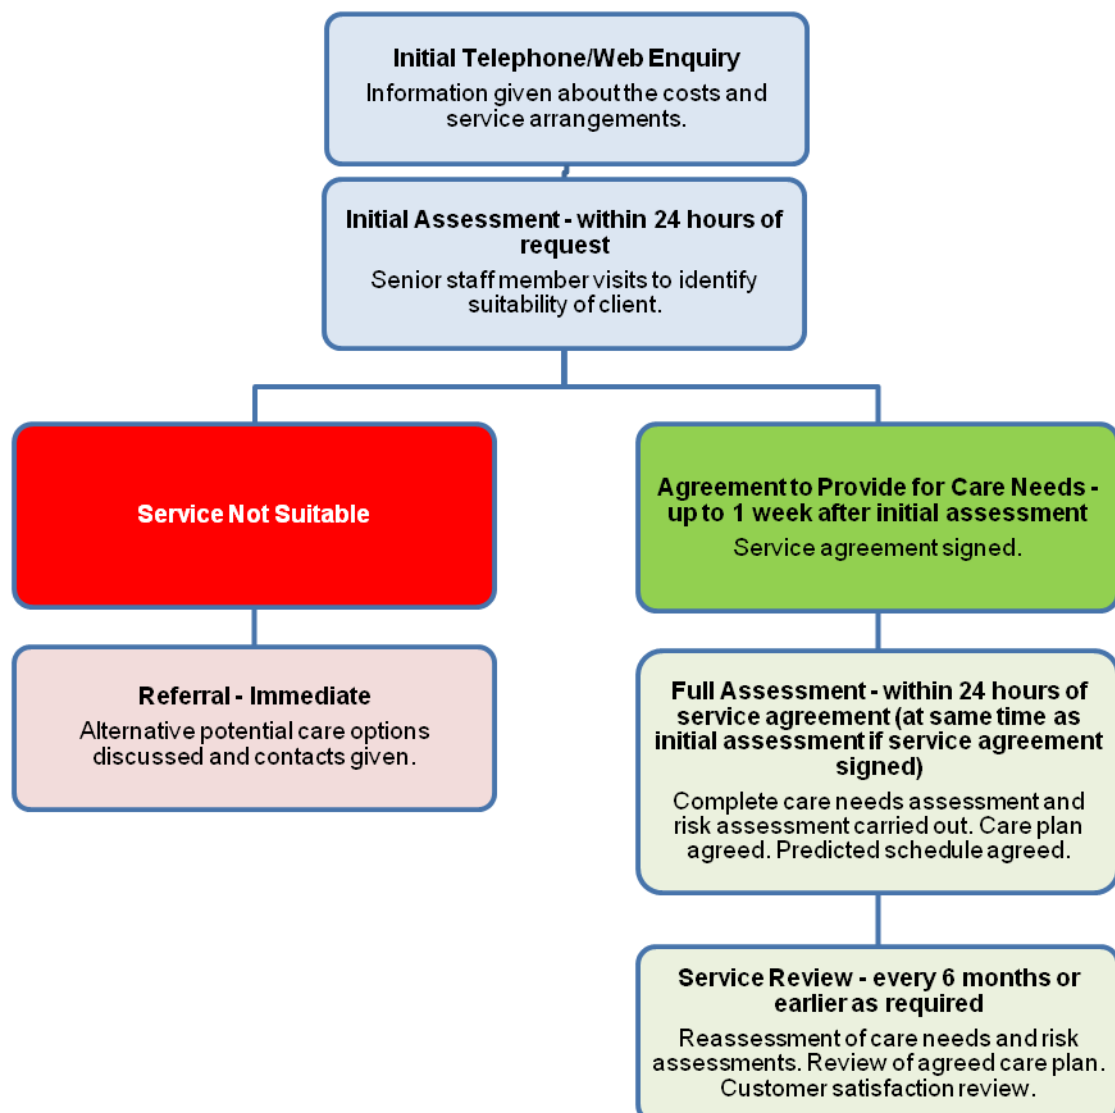 Initial Telephone/Web Enquiry
Information given about the costs and
service arrangements.
Initial Assessment - within 24 hours of
request
Senior staff member visits to identify
suitability of client.
Service Not Suitable
Referral - Immediate
Alternative potential care options
discussed and contacts given.
Agreement to Provide for Care Needs -
up to 1 week after initial assessment
Service agreement signed.
Full Assessment - within 24 hours of
service agreement (at same time as
initial assessment if service agreement
signed)
Complete care needs assessment and
risk assessment carried out. Care plan
agreed. Predicted schedule agreed.
Service Review - every 6 months or
earlier as required
Reassessment of care needs and risk
assessments. Review of agreed care plan.
Customer satisfaction review.